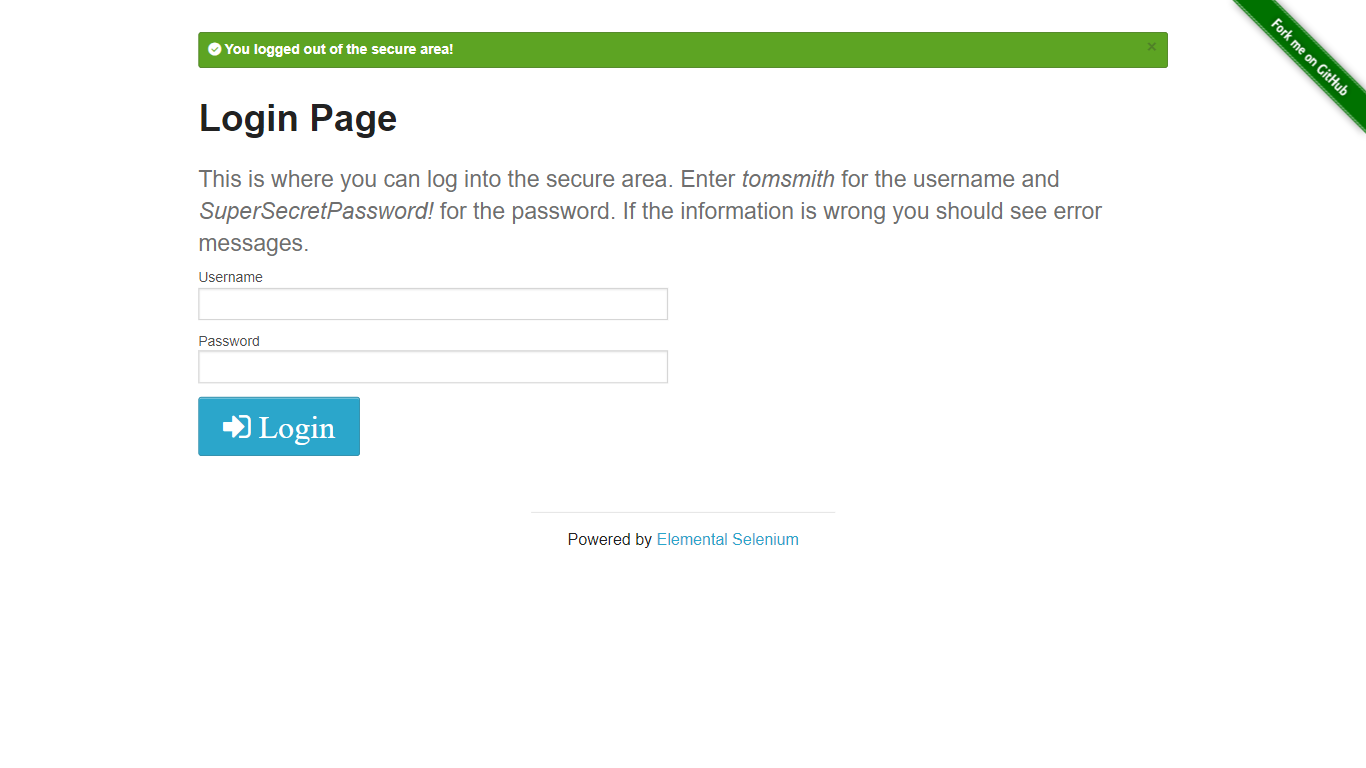 You logged out of the secure area!
×
Fork me on GitHub
Login Page
This is where you can log into the secure area. Enter tomsmith for the username and
SuperSecretPassword! for the password. If the information is wrong you should see error
messages.
Username
Password
Login
Powered by Elemental Selenium